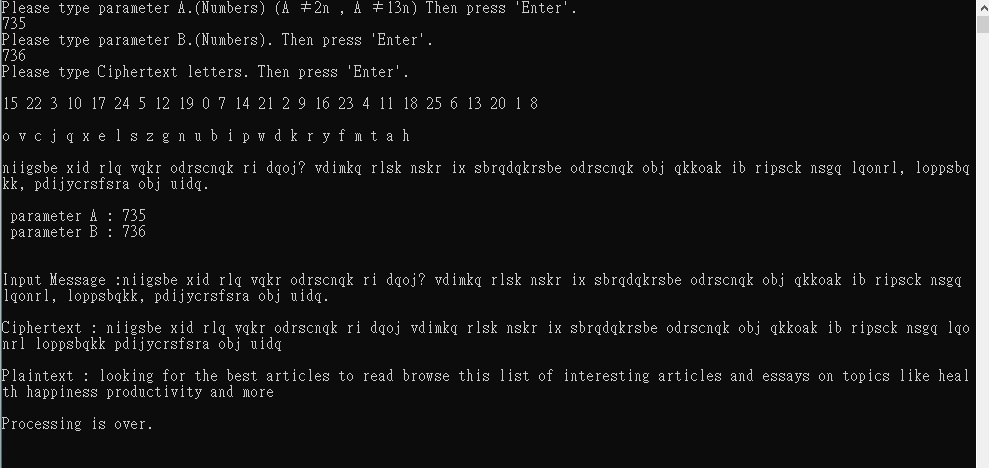 Please type parameter A.(Numbers) (A ≠2n , A ≠13n) Then press 'Enter'.
735
Please type parameter B.(Numbers). Then press 'Enter'.
736
Please type Ciphertext letters. Then press 'Enter'.
15 22 3 10 17 24 5 12 19 0 7 14 21 2 9 16 23 4 11 18 25 6 13 20 1 8
o v c j q x e l s z g n u b i p w d k r y f m t a h
niigsbe xid rlq vqkr odrscnqk ri dqoj? vdimkq rlsk nskr ix sbrqdqkrsbe odrscnqk obj qkkoak ib ripsck nsgq lqonrl, loppsbq
kk, pdijycrsfsra obj uidq.
parameter A : 735
parameter B : 736
Input Message :niigsbe xid rlq vqkr odrscnqk ri dqoj? vdimkq rlsk nskr ix sbrqdqkrsbe odrscnqk obj qkkoak ib ripsck nsgq
lqonrl, loppsbqkk, pdijycrsfsra obj uidq.
Ciphertext : niigsbe xid rlq vqkr odrscnqk ri dqoj vdimkq rlsk nskr ix sbrqdqkrsbe odrscnqk obj qkkoak ib ripsck nsgq lqo
nrl loppsbqkk pdijycrsfsra obj uidq
Plaintext : looking for the best articles to read browse this list of interesting articles and essays on topics like heal
th happiness productivity and more
Processing is over.